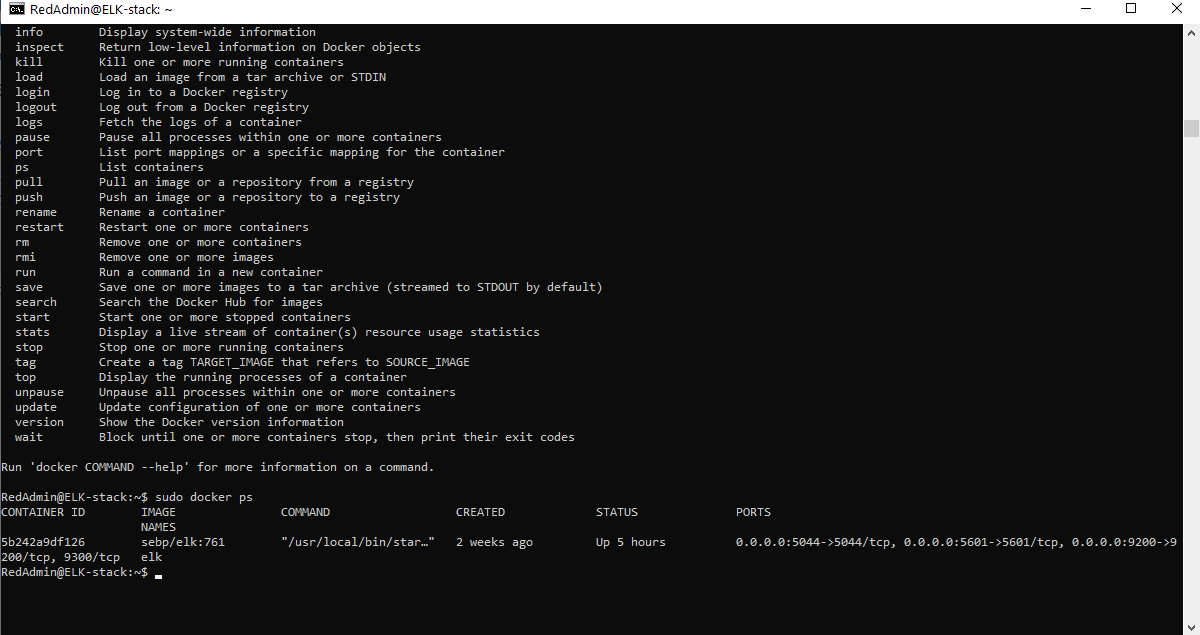 RedAdmin@ELK-stack: ~
info        Display system-wide information
inspect     Return low-level information on Docker objects
kill        Kill one or more running containers
load        Load an image from a tar archive or STDIN
login       Log in to a Docker registry
logout      Log out from a Docker registry
logs        Fetch the logs of a container
pause       Pause all processes within one or more containers
port        List port mappings or a specific mapping for the container
ps          List containers
pull        Pull an image or a repository from a registry
push        Push an image or a repository to a registry
rename      Rename a container
restart     Restart one or more containers
rm          Remove one or more containers
rmi         Remove one or more images
run         Run a command in a new container
save        Save one or more images to a tar archive (streamed to STDOUT by default)
search      Search the Docker Hub for images
start       Start one or more stopped containers
stats       Display a live stream of container(s) resource usage statistics
stop        Stop one or more running containers
tag         Create a tag TARGET_IMAGE that refers to SOURCE_IMAGE
top         Display the running processes of a container
unpause     Unpause all processes within one or more containers
update      Update configuration of one or more containers
version     Show the Docker version information
wait        Block until one or more containers stop, then print their exit codes
Run 'docker COMMAND --help' for more information on a command.
RedAdmin@ELK-stack:~$ sudo docker ps
CONTAINER ID        IMAGE               COMMAND                  CREATED             STATUS              PORTS
NAMES
5b242a9df126        sebp/elk:761        "/usr/local/bin/star…"   2 weeks ago         Up 5 hours          0.0.0.0:5044->5044/tcp, 0.0.0.0:5601->5601/tcp, 0.0.0.0:9200->9
200/tcp, 9300/tcp   elk
RedAdmin@ELK-stack:~$